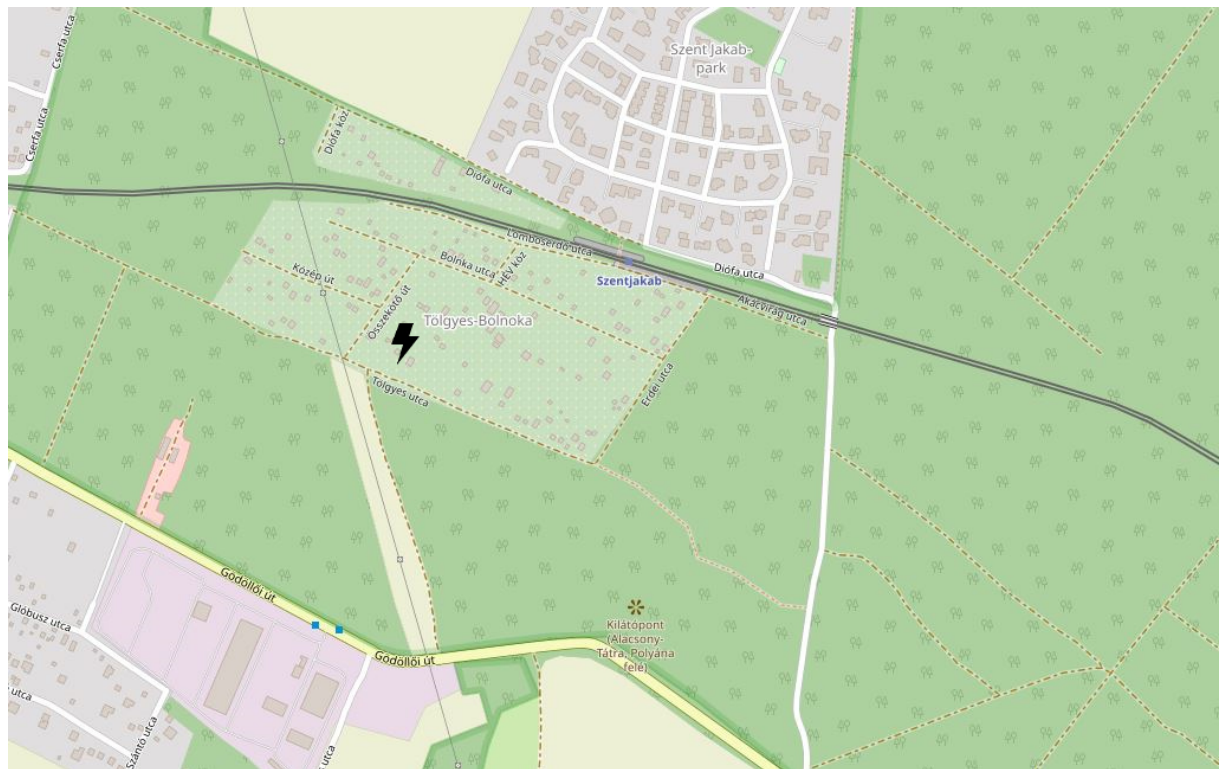 Cserfa utca
Szent Jakab-
park
Cserfa utca
Diófa köz
Diófa utca
Lomboserdő utca
Bolnka utca
HÉV köz
Szentjakab
Diófa utca
Közép út
Összekötő út
Akácvirág utca
Tölgyes-Bolnoka
Tölgyes utca
Erdei utca
Gödöllői út
Glóbusz utca
Kilátópont
(Alacsony-
Tátra, Polyána
felé)
Gödöllői út
utca
Szántó utca
utca